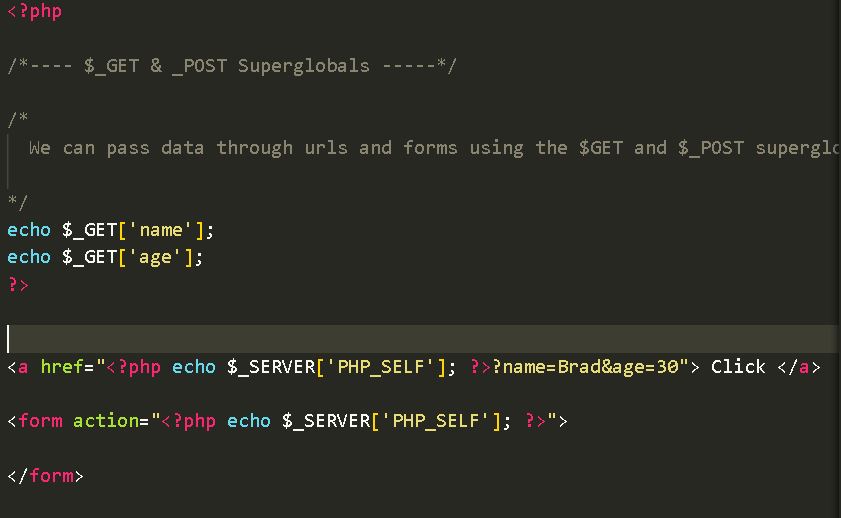 <?php
/*---- $_GET & _POST Superglobals -----*/
/*
We can pass data through urls and forms using the $GET and $_POST superglo
*/
echo $_GET['name'];
echo $_GET['age'];
?>
<a href="<?php echo $_SERVER['PHP_SELF']; ?>?name=Brad&age=30"> Click </a>
<form action="<?php echo $_SERVER['PHP_SELF']; ?>">
</form>